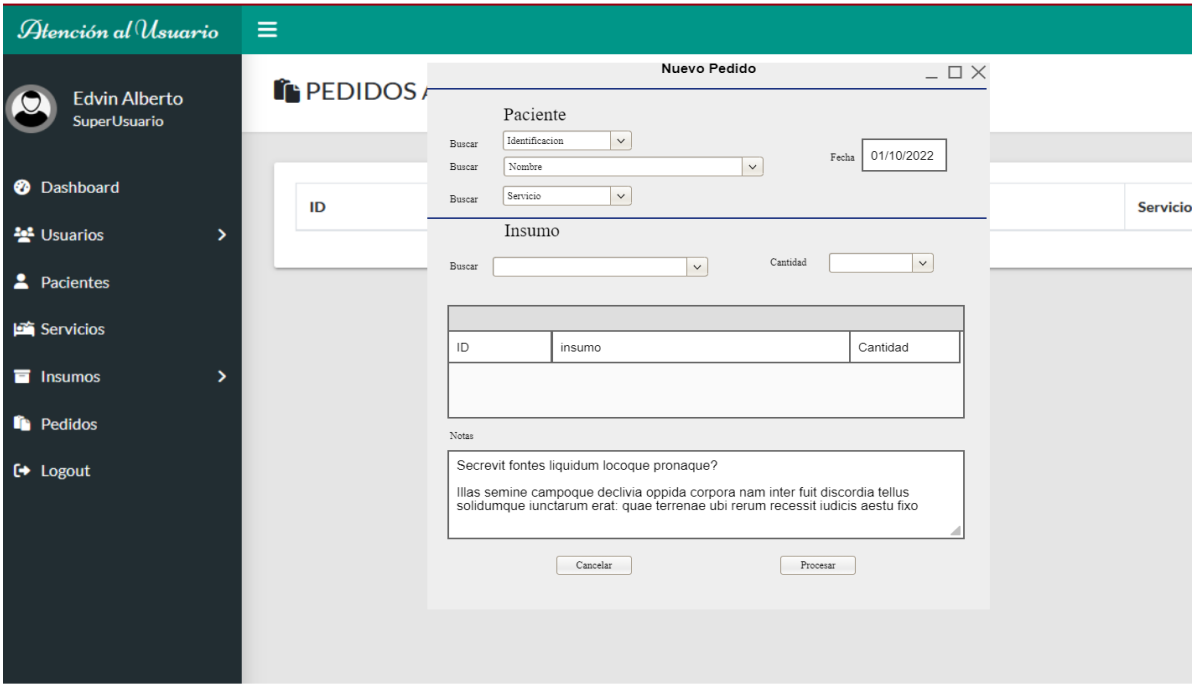 Atención al Usuario
Edvin Alberto
SuperUsuario
Dashboard
Usuarios
Pacientes
Servicios
Insumos
Pedidos
Logout
PEDIDOS
ID
Servicio
Nuevo Pedido
Paciente
Buscar Identificacion
Buscar Nombre
Fecha 01/10/2022
Buscar Servicio
Insumo
Buscar
Cantidad
ID insumo Cantidad
Notas
Secrevit fontes liquidum locoque pronaque?
Illas semine campoque declivia oppida corpora nam inter fuit discordia tellus
solidumque iunctarum erat: quae terrenae ubi rerum recessit iudicis aestu fixo
Cancelar Procesar